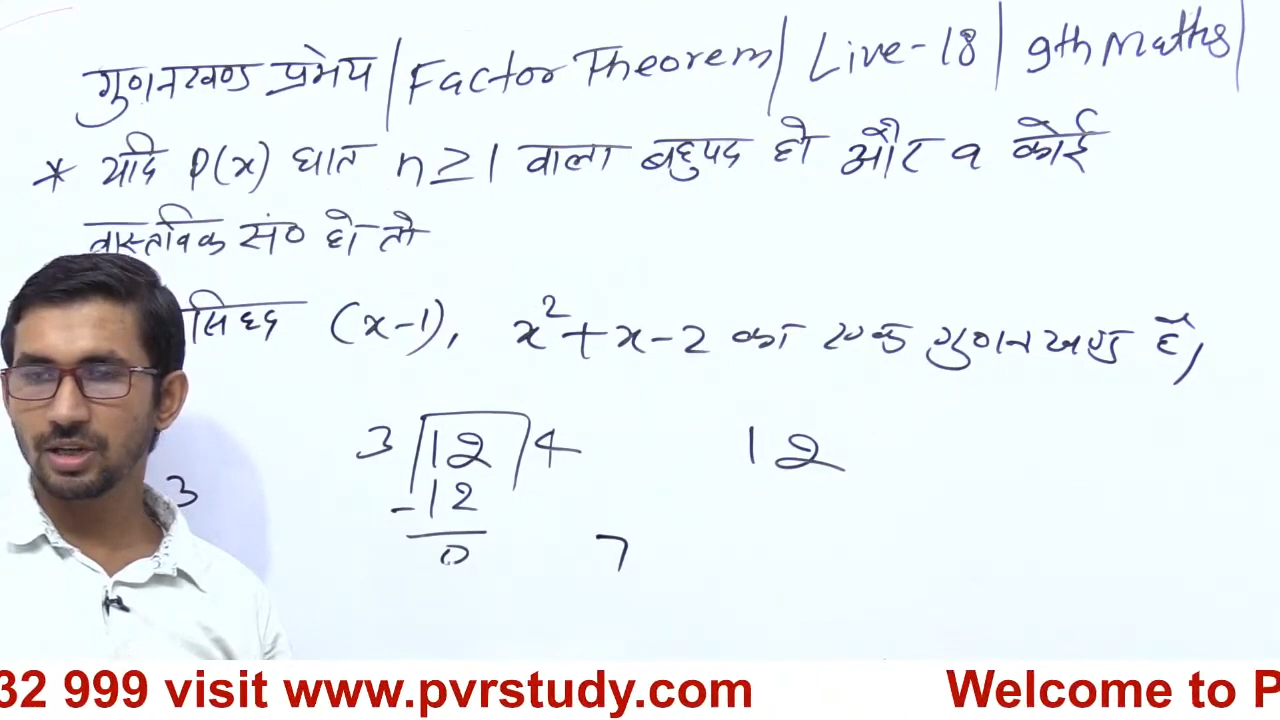 गुणनखण्ड प्रमेय | Factor Theorem | Live-18 | 9th Maths |
* यदि P(x) घात n ≥ 1 वाला बहुपद हो और a कोई
वास्तविक सं० हो तो
सिध्द (x-1), x²+x-2 का एक गुणनखण्ड है,
3 12 4 12
-12
3
0 7
32 999 visit www.pvrstudy.com Welcome to P